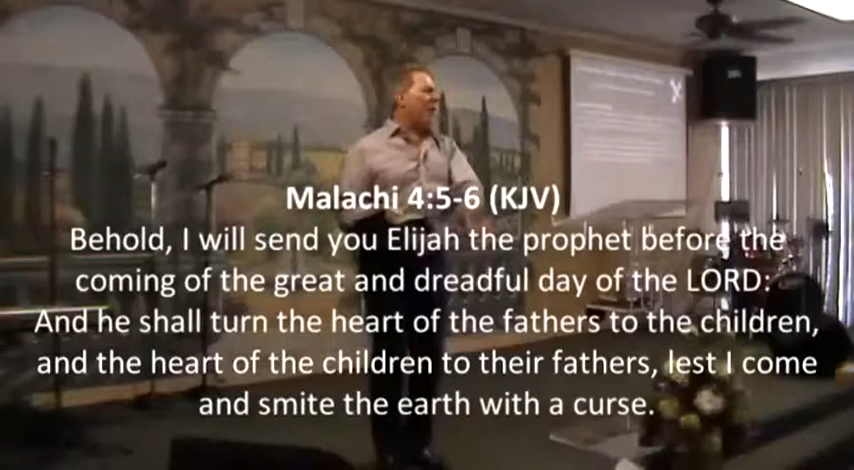 Malachi 4:5-6 (KJV)
Behold, I will send you Elijah the prophet before the
coming of the great and dreadful day of the LORD:
And he shall turn the heart of the fathers to the children,
and the heart of the children to their fathers, lest I come
and smite the earth with a curse.